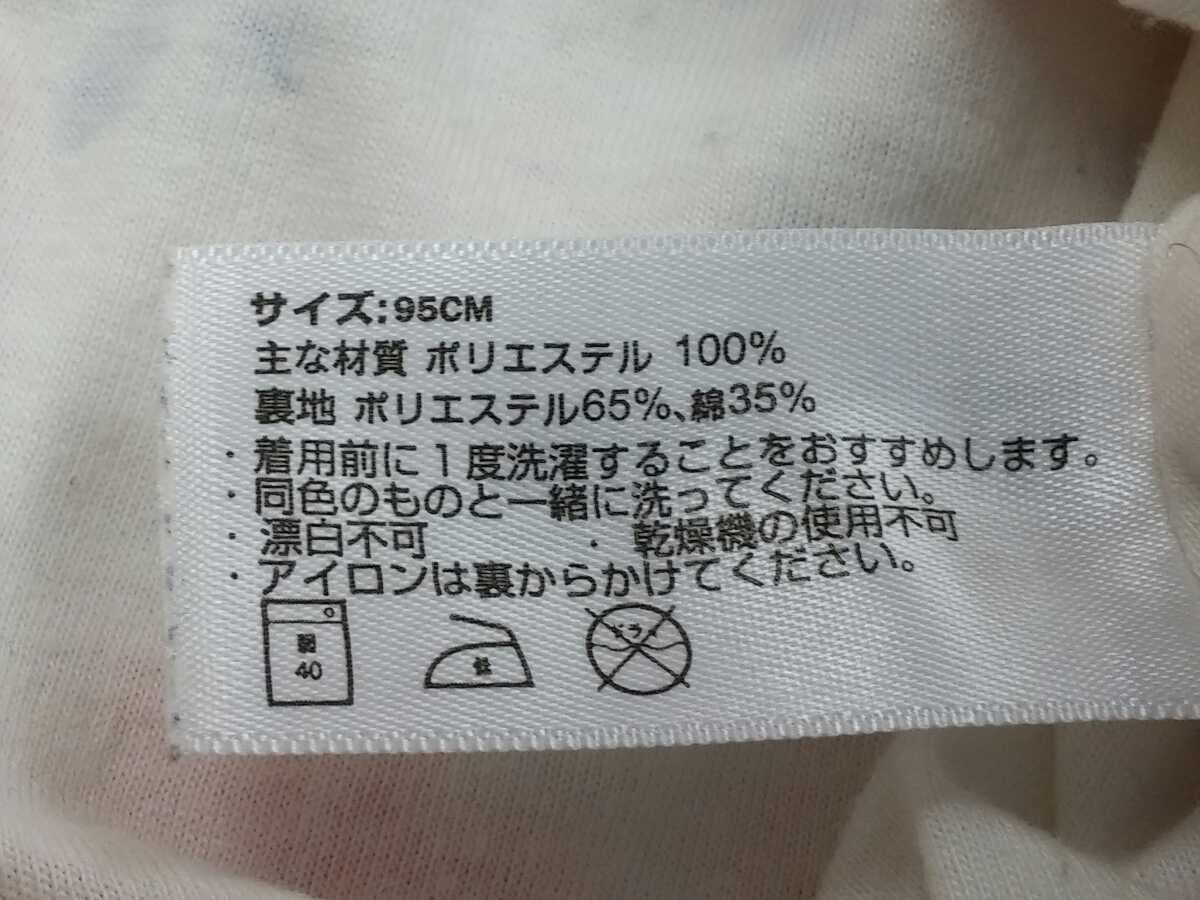 サイズ:95CM
主な材質 ポリエステル 100%
裏地 ポリエステル65%、綿35%
・着用前に1度洗濯することをおすすめします。
・同色のものと一緒に洗ってください。
・漂白不可 ・乾燥機の使用不可
・アイロンは裏からかけてください。
40 低 ドライ